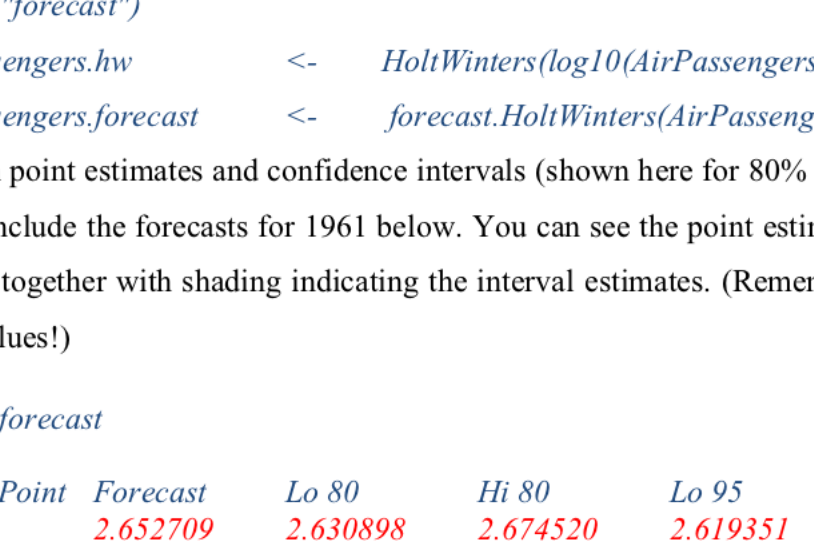 "forecast")
engers.hw <- HoltWinters(log10(AirPassengers
engers.forecast <- forecast.HoltWinters(AirPasseng
point estimates and confidence intervals (shown here for 80%
nclude the forecasts for 1961 below. You can see the point esti
together with shading indicating the interval estimates. (Remer
lues!)
forecast
Point Forecast Lo 80 Hi 80 Lo 95
2.652709 2.630898 2.674520 2.619351